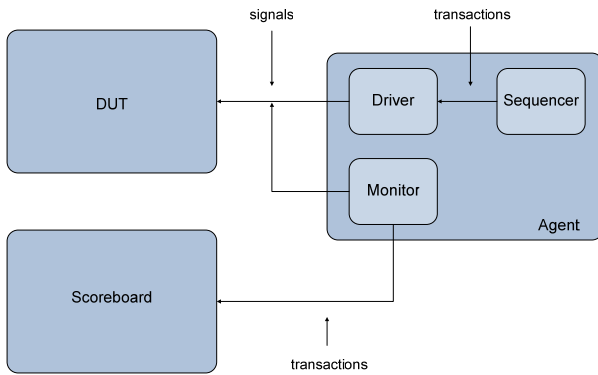 signals
transactions
DUT
Driver
Sequencer
Monitor
Agent
Scoreboard
transactions